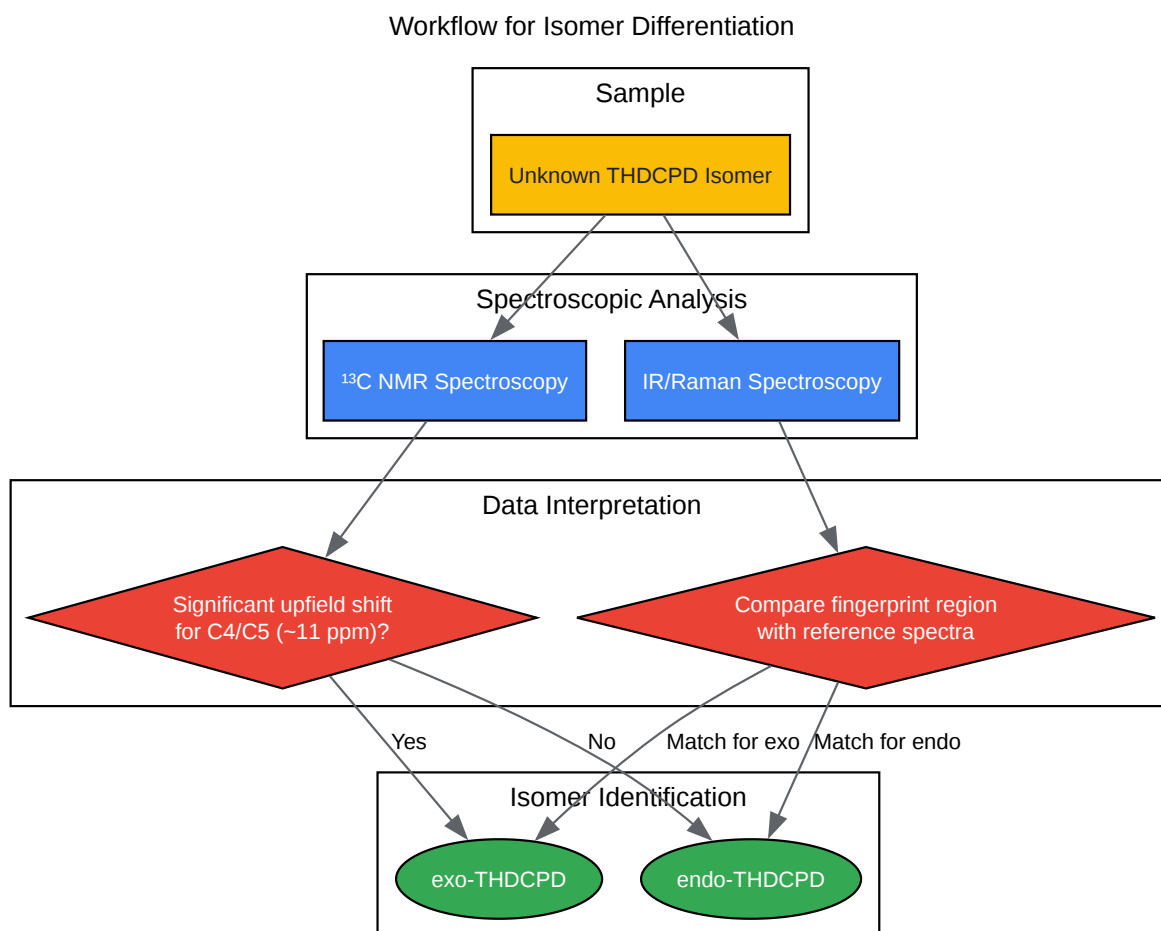 Workflow for Isomer Differentiation
Sample
Unknown THDCPD Isomer
Spectroscopic Analysis
¹³C NMR Spectroscopy
IR/Raman Spectroscopy
Data Interpretation
Significant upfield shift
for C4/C5 (~11 ppm)?
Compare fingerprint region
with reference spectra
Yes
No
Match for exo
Match for endo
Isomer Identification
exo-THDCPD
endo-THDCPD